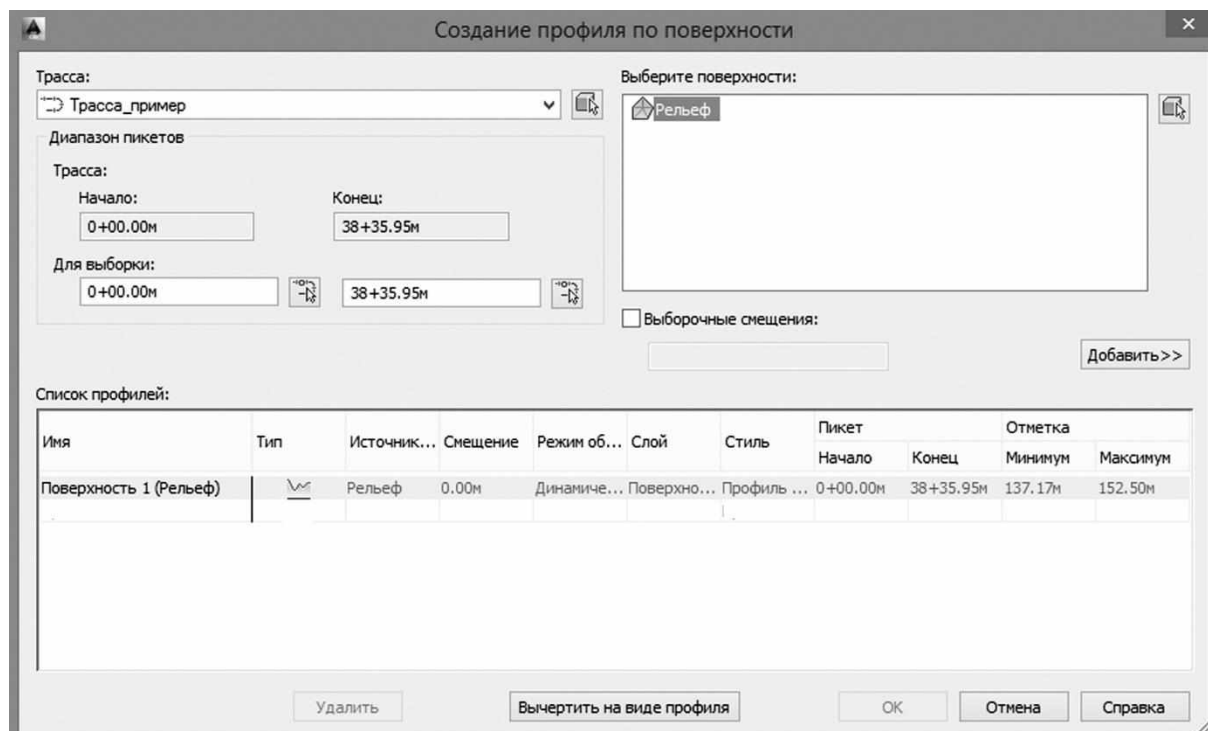 Создание профиля по поверхности
Трасса:
Трасса_пример
Диапазон пикетов
Трасса:
Начало: Конец:
0+00.00м 38+35.95м
Для выборки:
0+00.00м 38+35.95м
Выберите поверхности:
Рельеф
Выборочные смещения:
Добавить>>
Список профилей:
Имя Тип Источник... Смещение Режим об... Слой Стиль Пикет Отметка
Начало Конец Минимум Максимум
Поверхность 1 (Рельеф) Рельеф 0.00м Динамиче... Поверхно... Профиль ... 0+00.00м 38+35.95м 137.17м 152.50м
Удалить Вычертить на виде профиля OK Отмена Справка